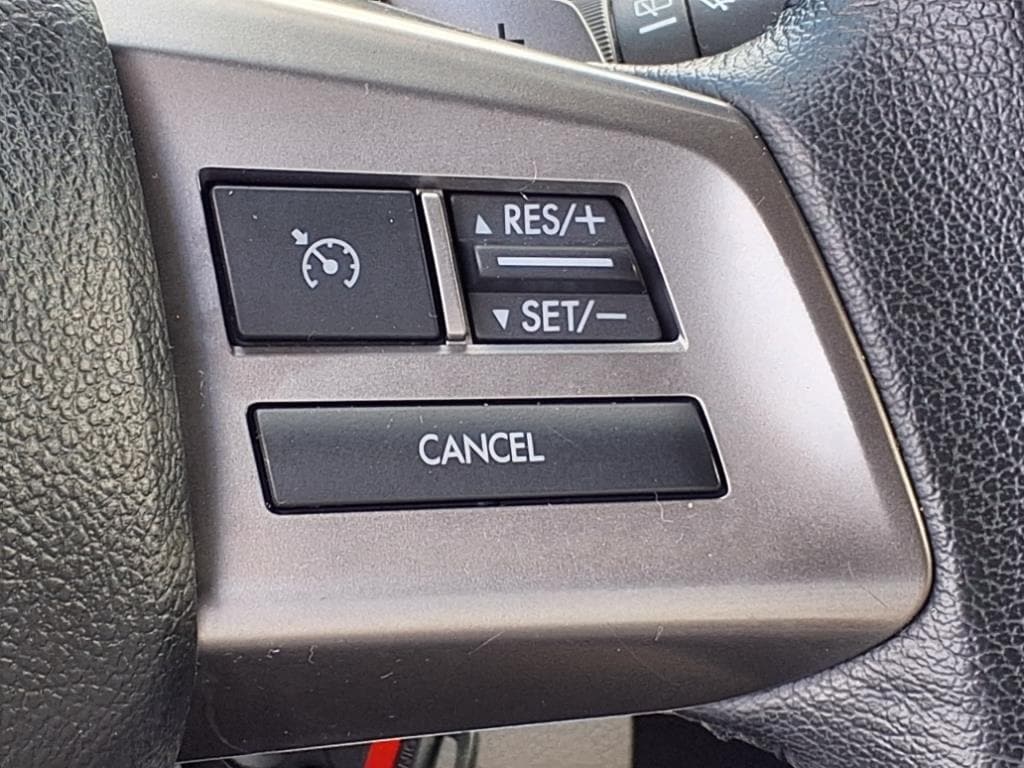 +
▲ RES/+
▼ SET/−
CANCEL